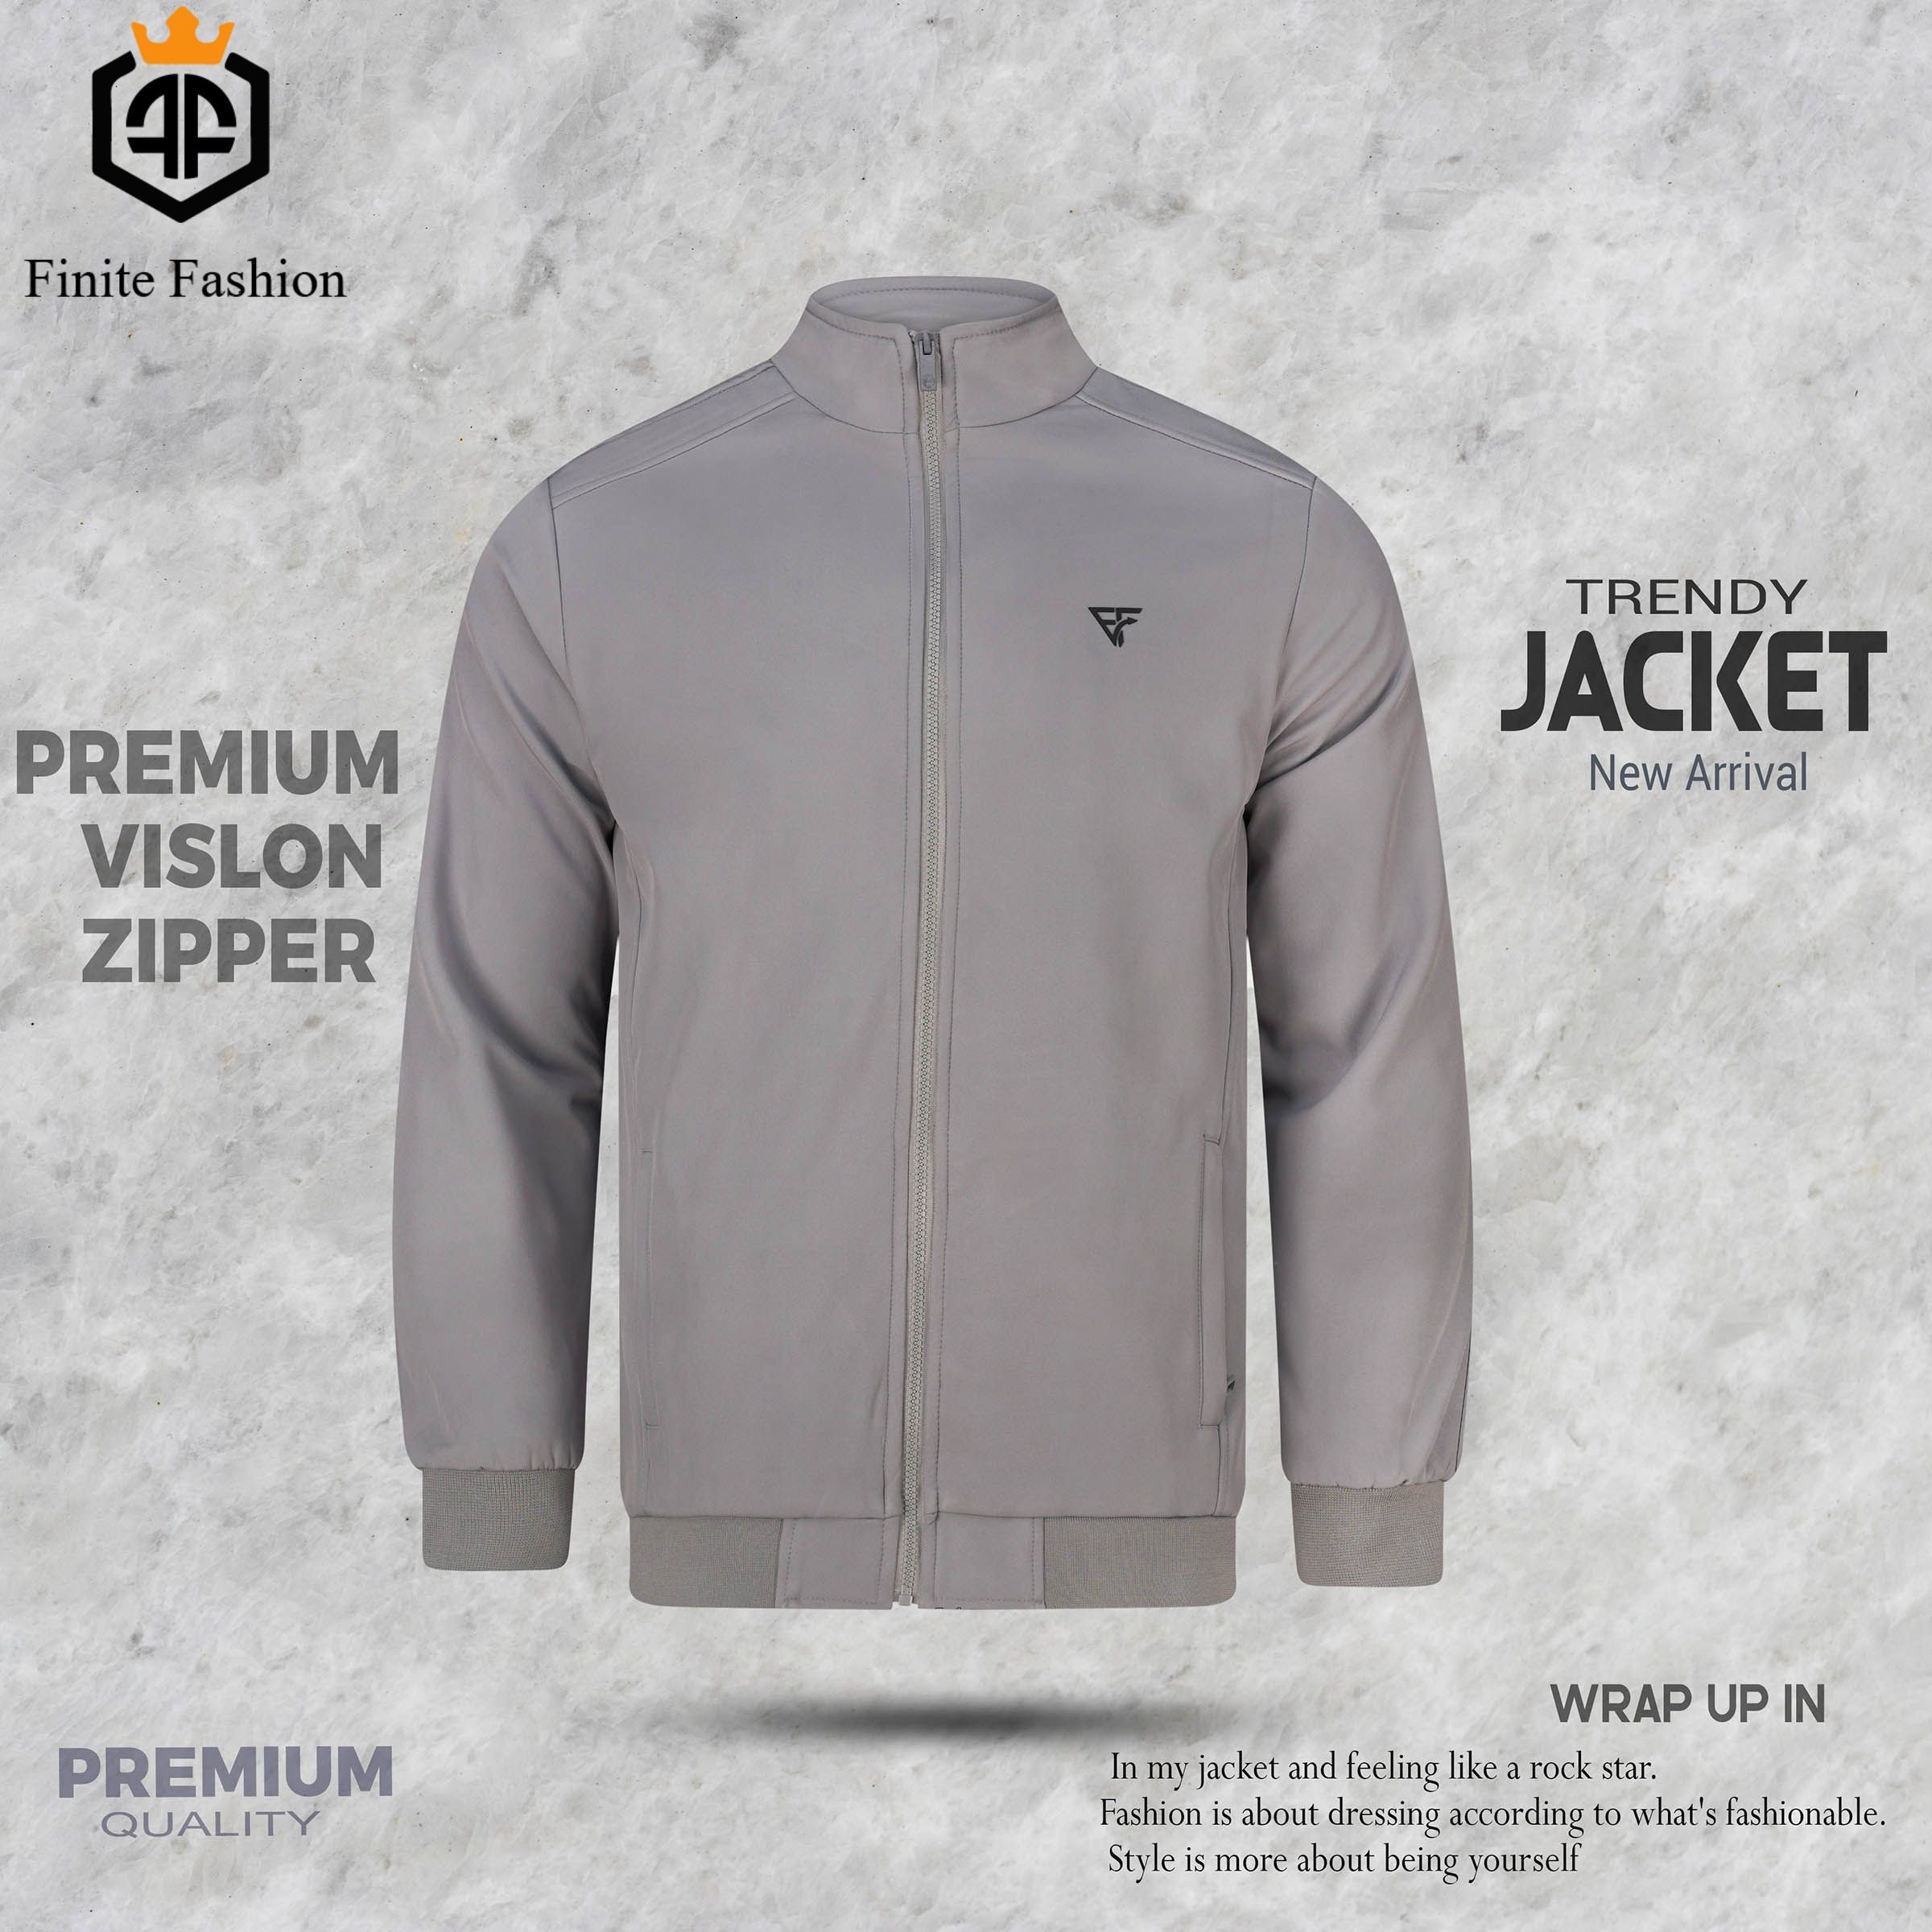 Finite Fashion
TRENDY
JACKET
New Arrival
PREMIUM
VISLON
ZIPPER
WRAP UP IN
In my jacket and feeling like a rock star.
Fashion is about dressing according to what's fashionable.
Style is more about being yourself
PREMIUM
QUALITY